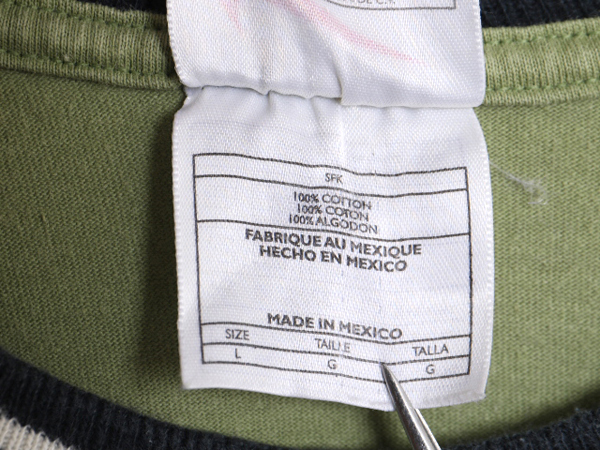 DE C.V.
SFK
100% COTTON
100% COTON
100% ALGODON
FABRIQUE AU MEXIQUE
HECHO EN MEXICO
MADE IN MEXICO
SIZE TAILLE TALLA
L G G